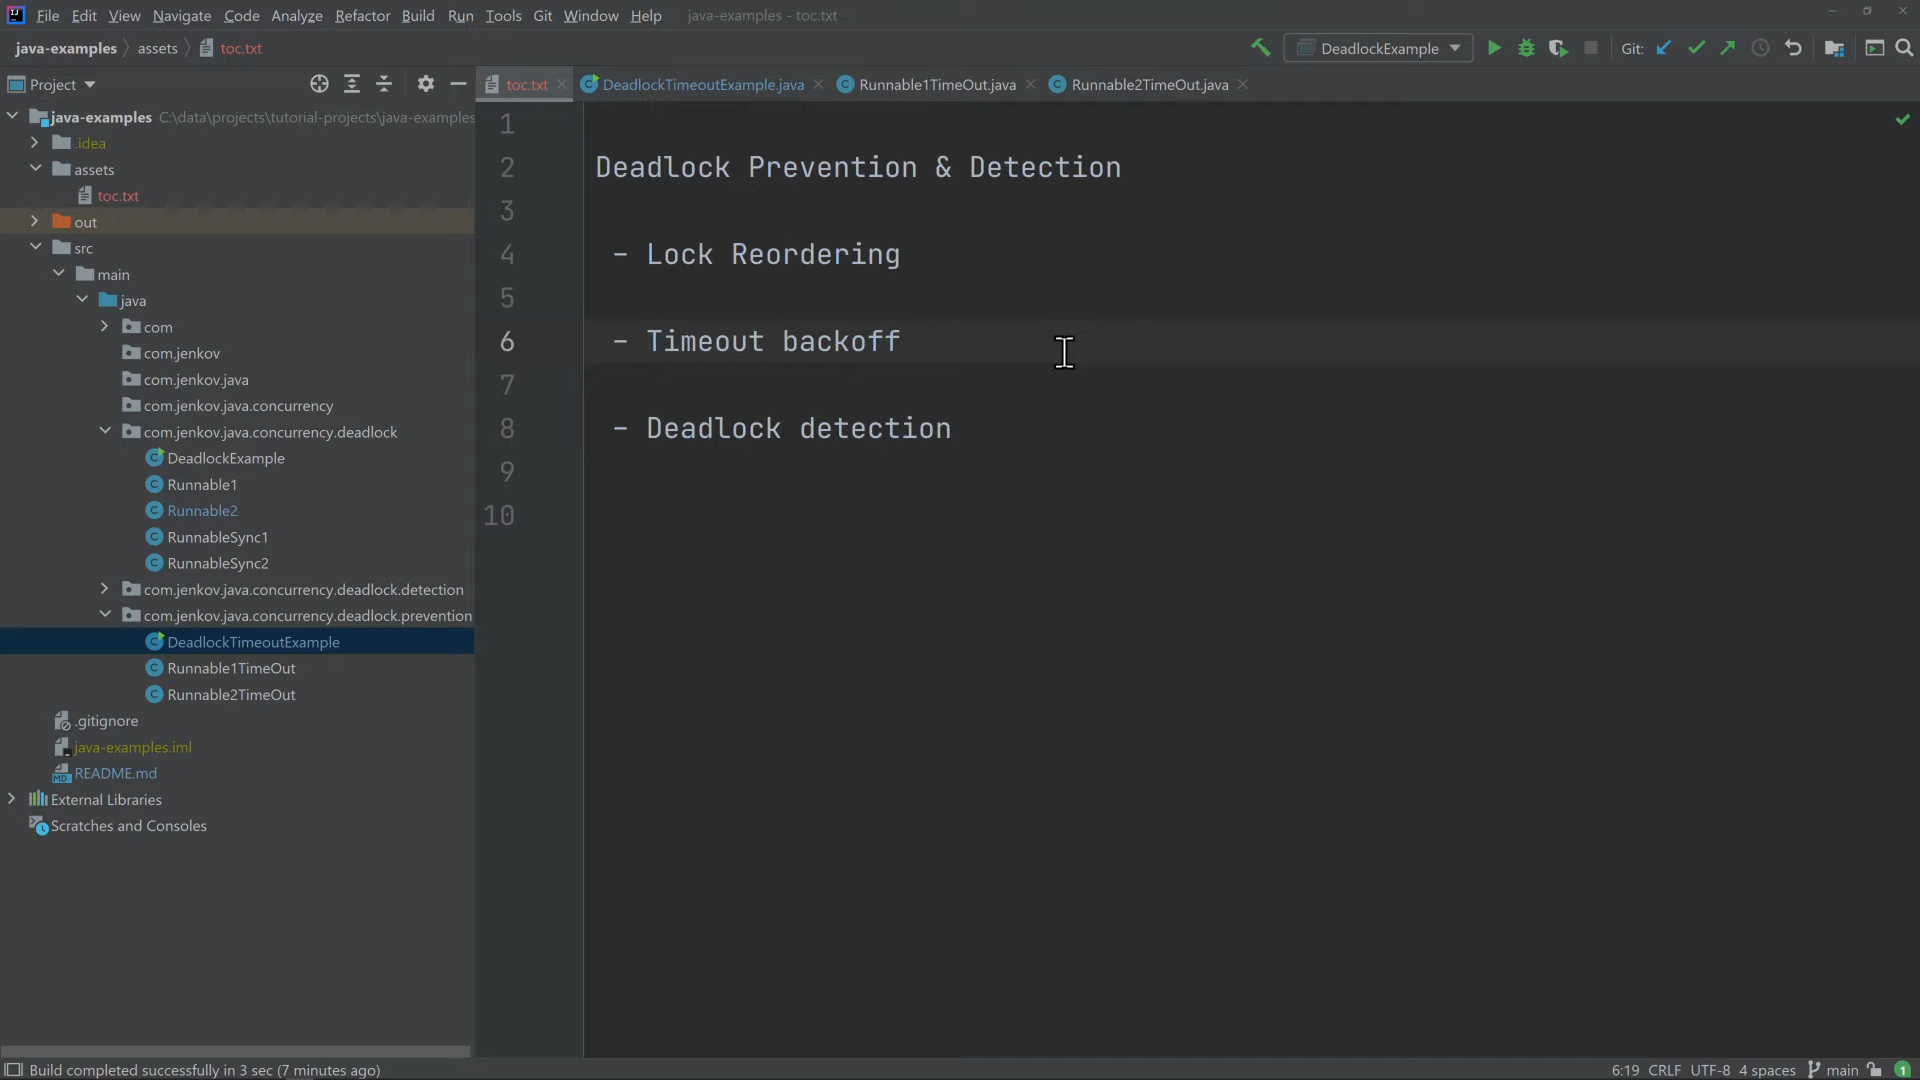 File Edit View Navigate Code Analyze Refactor Build Run Tools Git Window Help java-examples - toc.txt
java-examples assets toc.txt DeadlockExample Git:
Project toc.txt DeadlockTimeoutExample.java Runnable1TimeOut.java Runnable2TimeOut.java
java-examples C:\data\projects\tutorial-projects\java-examples
.idea
assets
toc.txt
out
src
main
java
com
com.jenkov
com.jenkov.java
com.jenkov.java.concurrency
com.jenkov.java.concurrency.deadlock
DeadlockExample
Runnable1
Runnable2
RunnableSync1
RunnableSync2
com.jenkov.java.concurrency.deadlock.detection
com.jenkov.java.concurrency.deadlock.prevention
DeadlockTimeoutExample
Runnable1TimeOut
Runnable2TimeOut
.gitignore
java-examples.iml
README.md
External Libraries
Scratches and Consoles
1
2 Deadlock Prevention & Detection
3
4 - Lock Reordering
5
6 - Timeout backoff
7
8 - Deadlock detection
9
10
Build completed successfully in 3 sec (7 minutes ago) 6:19 CRLF UTF-8 4 spaces main 1